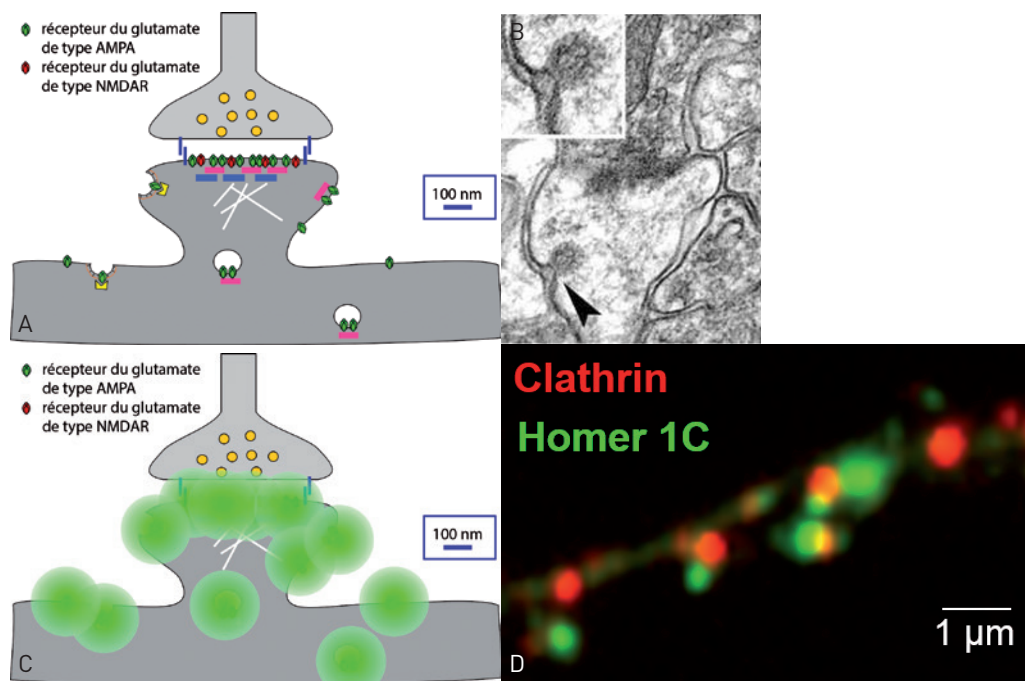 récepteur du glutamate
de type AMPA
récepteur du glutamate
de type NMDAR
100 nm
A
B
récepteur du glutamate
de type AMPA
récepteur du glutamate
de type NMDAR
100 nm
C
Clathrin
Homer 1C
1 µm
D